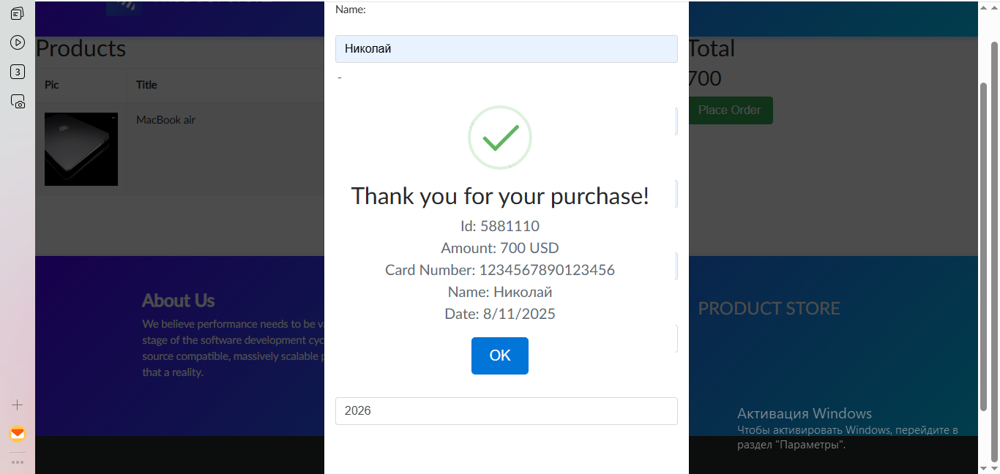 3
Name:
Николай
-
Products
Pic Title
MacBook air
Total
700
Place Order
Thank you for your purchase!
Id: 5881110
Amount: 700 USD
Card Number: 1234567890123456
Name: Николай
Date: 8/11/2025
OK
2026
About Us
We believe performance needs to be
stage of the software development
source compatible, massively scalable
that a reality.
PRODUCT STORE
Активация Windows
Чтобы активировать Windows, перейдите в
раздел "Параметры".